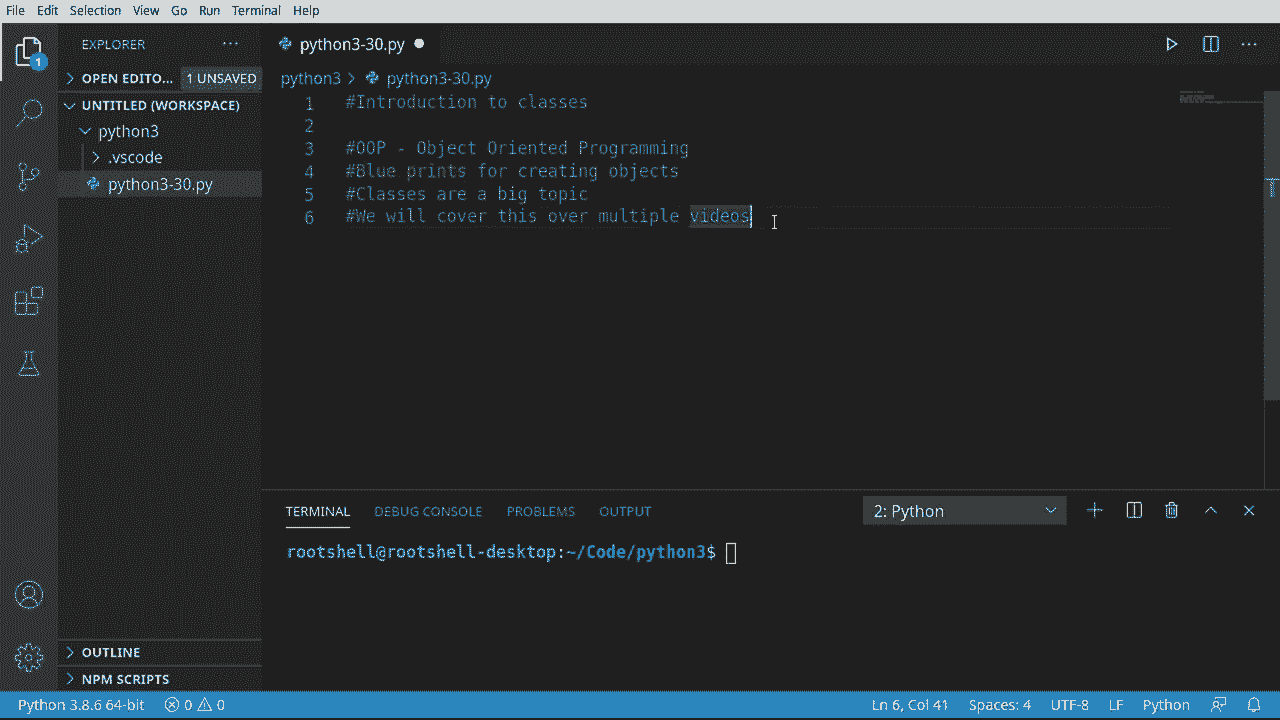 File Edit Selection View Go Run Terminal Help
EXPLORER
1
OPEN EDITO... 1 UNSAVED
UNTITLED (WORKSPACE)
python3
.vscode
python3-30.py
OUTLINE
NPM SCRIPTS
python3-30.py
python3 > python3-30.py
1 #Introduction to classes
2
3 #OOP - Object Oriented Programming
4 #Blue prints for creating objects
5 #Classes are a big topic
6 #We will cover this over multiple videos
TERMINAL DEBUG CONSOLE PROBLEMS OUTPUT 2: Python
rootshell@rootshell-desktop:~/Code/python3$
Python 3.8.6 64-bit 0 0 Ln 6, Col 41 Spaces: 4 UTF-8 LF Python